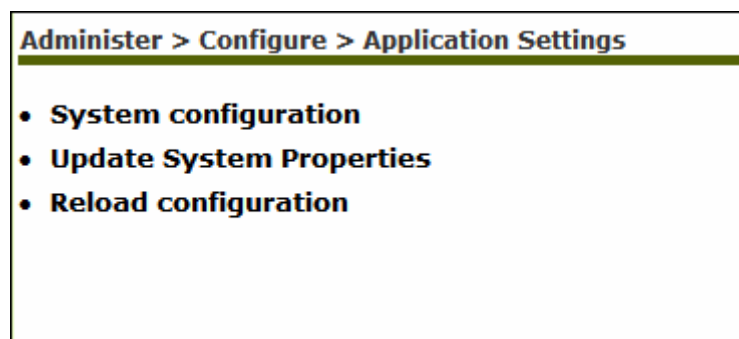 Administer > Configure > Application Settings
• System configuration
• Update System Properties
• Reload configuration